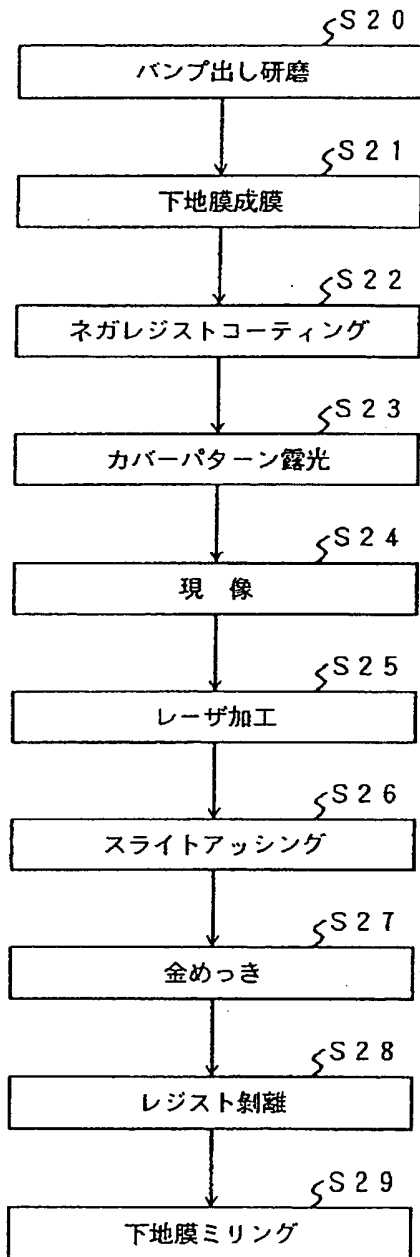 S20
バンプ出し研磨
S21
下地膜成膜
S22
ネガレジストコーティング
S23
カバーパターン露光
S24
現　像
S25
レーザ加工
S26
スライトアッシング
S27
金めっき
S28
レジスト剝離
S29
下地膜ミリング